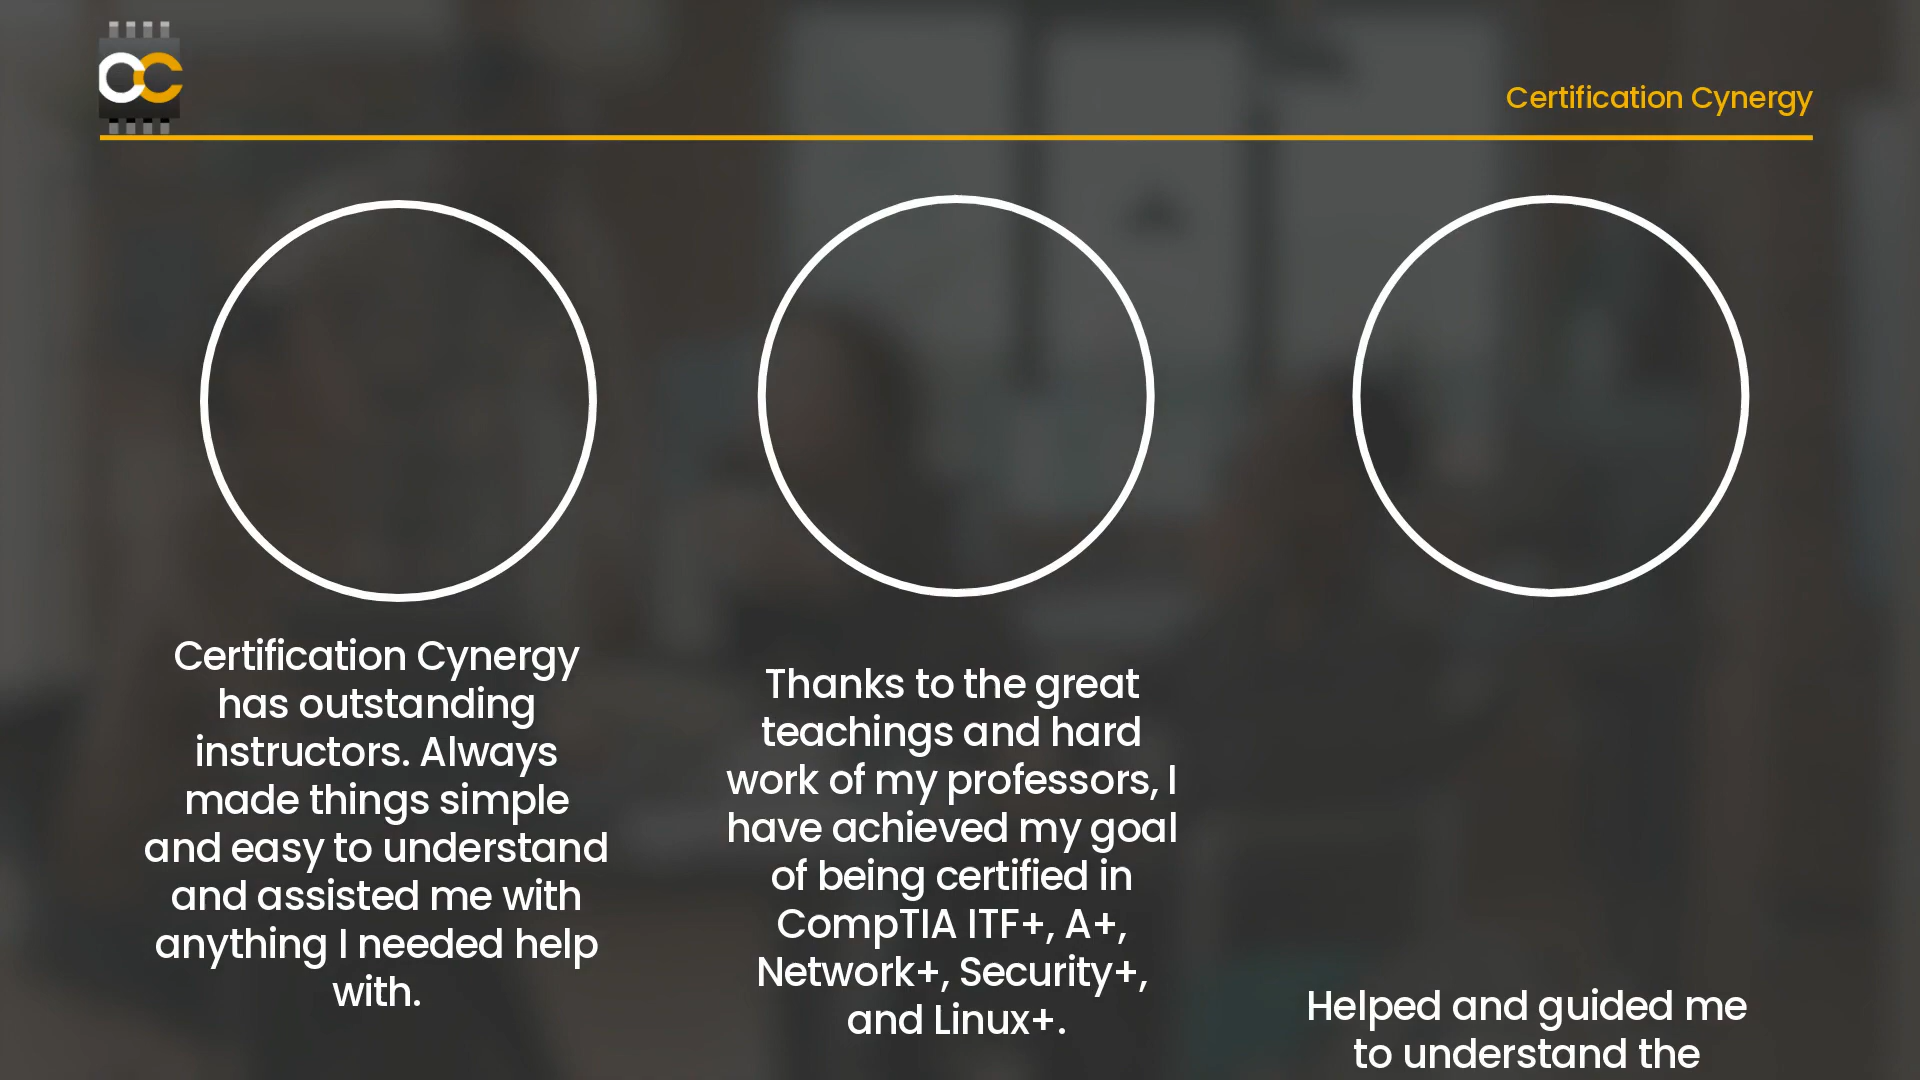 Certification Cynergy
Certification Cynergy
has outstanding
instructors. Always
made things simple
and easy to understand
and assisted me with
anything I needed help
with.
Thanks to the great
teachings and hard
work of my professors, I
have achieved my goal
of being certified in
CompTIA ITF+, A+,
Network+, Security+,
and Linux+.
Helped and guided me
to understand the